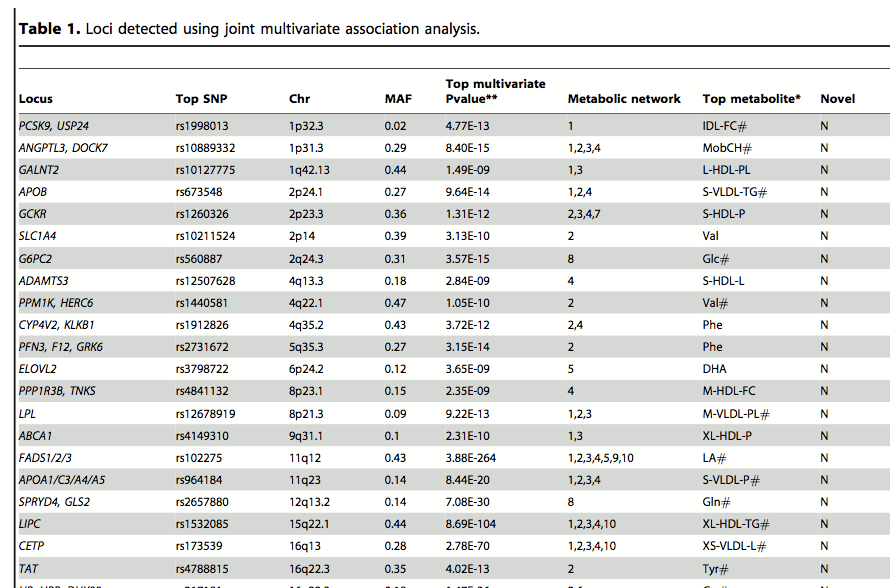 Table 1. Loci detected using joint multivariate association analysis.
Locus Top SNP Chr MAF Top multivariate Pvalue** Metabolic network Top metabolite* Novel
PCSK9, USP24 rs1998013 1p32.3 0.02 4.77E-13 1 IDL-FC# N
ANGPTL3, DOCK7 rs10889332 1p31.3 0.29 8.40E-15 1,2,3,4 MobCH# N
GALNT2 rs10127775 1q42.13 0.44 1.49E-09 1,3 L-HDL-PL N
APOB rs673548 2p24.1 0.27 9.64E-14 1,2,4 S-VLDL-TG# N
GCKR rs1260326 2p23.3 0.36 1.31E-12 2,3,4,7 S-HDL-P N
SLC1A4 rs10211524 2p14 0.39 3.13E-10 2 Val N
G6PC2 rs560887 2q24.3 0.31 3.57E-15 8 Glc# N
ADAMTS3 rs12507628 4q13.3 0.18 2.84E-09 4 S-HDL-L N
PPM1K, HERC6 rs1440581 4q22.1 0.47 1.05E-10 2 Val# N
CYP4V2, KLKB1 rs1912826 4q35.2 0.43 3.72E-12 2,4 Phe N
PFN3, F12, GRK6 rs2731672 5q35.3 0.27 3.15E-14 2 Phe N
ELOVL2 rs3798722 6p24.2 0.12 3.65E-09 5 DHA N
PPP1R3B, TNKS rs4841132 8p23.1 0.15 2.35E-09 4 M-HDL-FC N
LPL rs12678919 8p21.3 0.09 9.22E-13 1,2,3 M-VLDL-PL# N
ABCA1 rs4149310 9q31.1 0.1 2.31E-10 1,3 XL-HDL-P N
FADS1/2/3 rs102275 11q12 0.43 3.88E-264 1,2,3,4,5,9,10 LA# N
APOA1/C3/A4/A5 rs964184 11q23 0.14 8.44E-20 1,2,3,4 S-VLDL-P# N
SPRYD4, GLS2 rs2657880 12q13.2 0.14 7.08E-30 8 Gln# N
LIPC rs1532085 15q22.1 0.44 8.69E-104 1,2,3,4,10 XL-HDL-TG# N
CETP rs173539 16q13 0.28 2.78E-70 1,2,3,4,10 XS-VLDL-L# N
TAT rs4788815 16q22.3 0.35 4.02E-13 2 Tyr# N